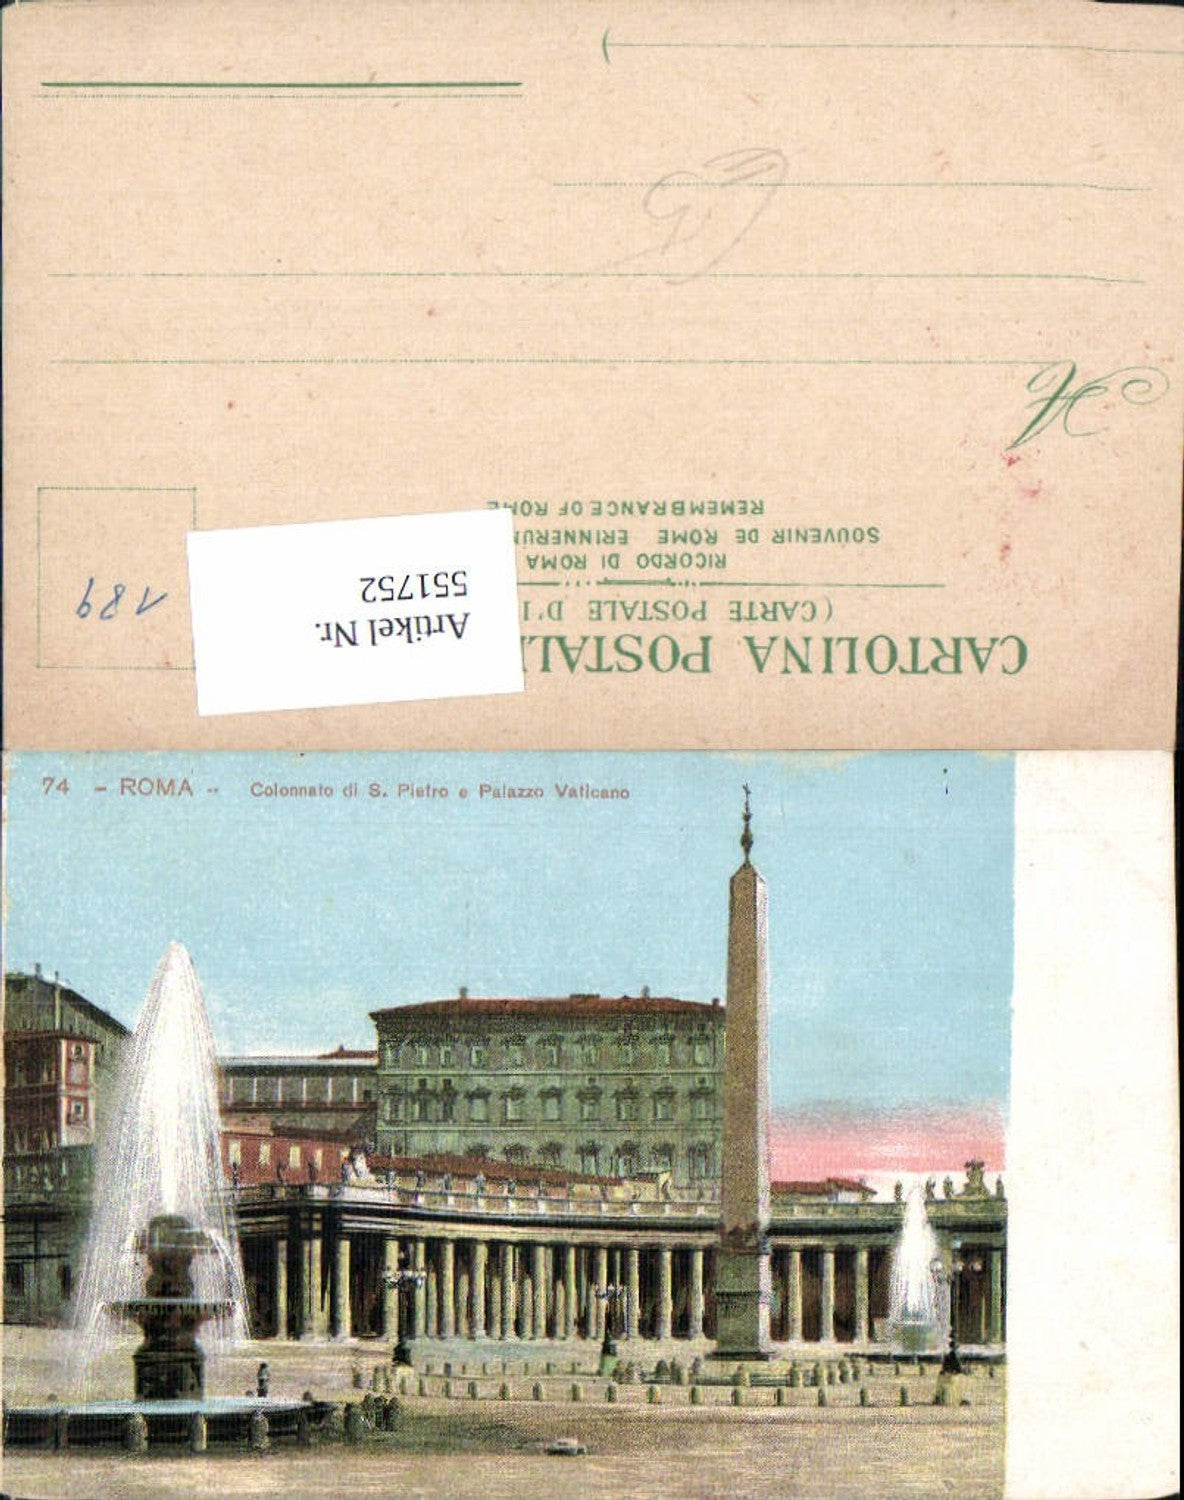 CARTOLINA POSTAL
(CARTE POSTALE D'I
RICORDO DI ROMA
SOUVENIR DE ROME ERINNERUN
REMEMBRANCE OF ROME
Artikel Nr.
551752
189
74 - ROMA - Colonnato di S. Pietro e Palazzo Vaticano